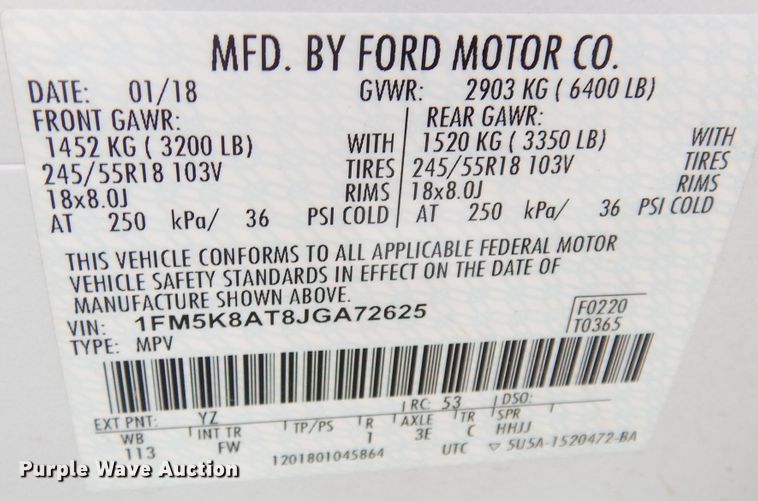 MFD. BY FORD MOTOR CO.
DATE: 01/18 GVWR: 2903 KG ( 6400 LB)
FRONT GAWR: REAR GAWR:
1452 KG ( 3200 LB) WITH 1520 KG ( 3350 LB) WITH
245/55R18 103V TIRES 245/55R18 103V TIRES
18x8.0J RIMS 18x8.0J RIMS
AT 250 kPa/ 36 PSI COLD AT 250 kPa/ 36 PSI COLD
THIS VEHICLE CONFORMS TO ALL APPLICABLE FEDERAL MOTOR
VEHICLE SAFETY STANDARDS IN EFFECT ON THE DATE OF
MANUFACTURE SHOWN ABOVE.
VIN: 1FM5K8AT8JGA72625 F0220
TYPE: MPV T0365
EXT PNT: YZ RC: 53 DSO:
WB INT TR TP/PS R AXLE TR SPR
113 FW 1 3E C HHJJ
1201801045864 UTC ▽ 5U5A-1520472-BA
Purple Wave Auction